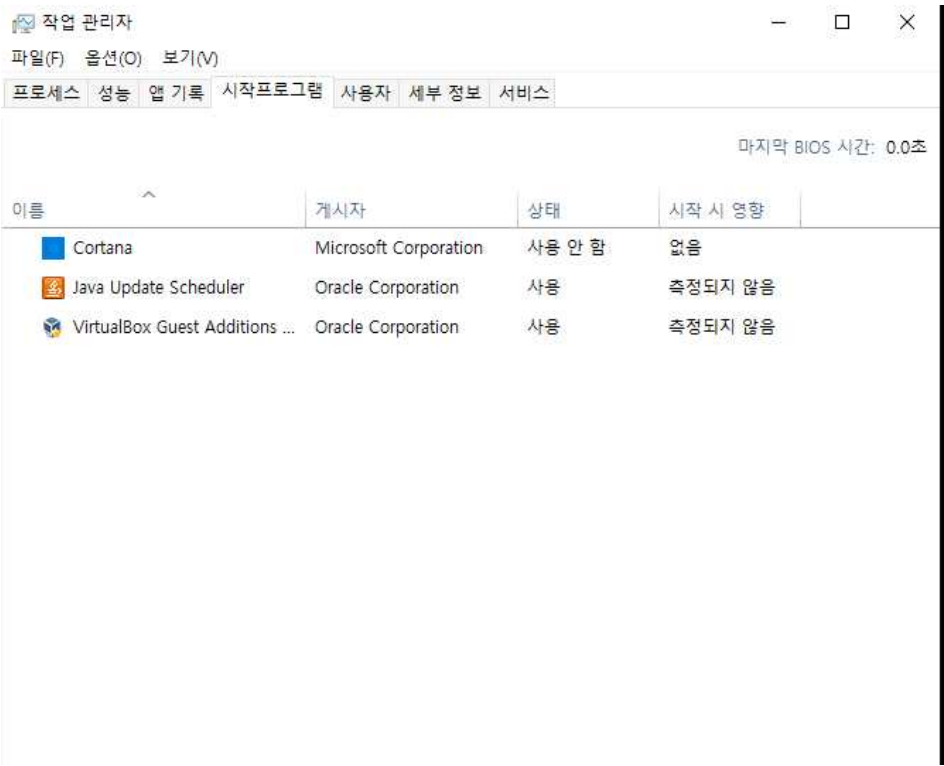 작업 관리자
파일(F) 옵션(O) 보기(V)
프로세스 성능 앱 기록 시작프로그램 사용자 세부 정보 서비스
마지막 BIOS 시간: 0.0초
이름 게시자 상태 시작 시 영향
Cortana Microsoft Corporation 사용 안 함 없음
Java Update Scheduler Oracle Corporation 사용 측정되지 않음
VirtualBox Guest Additions ... Oracle Corporation 사용 측정되지 않음